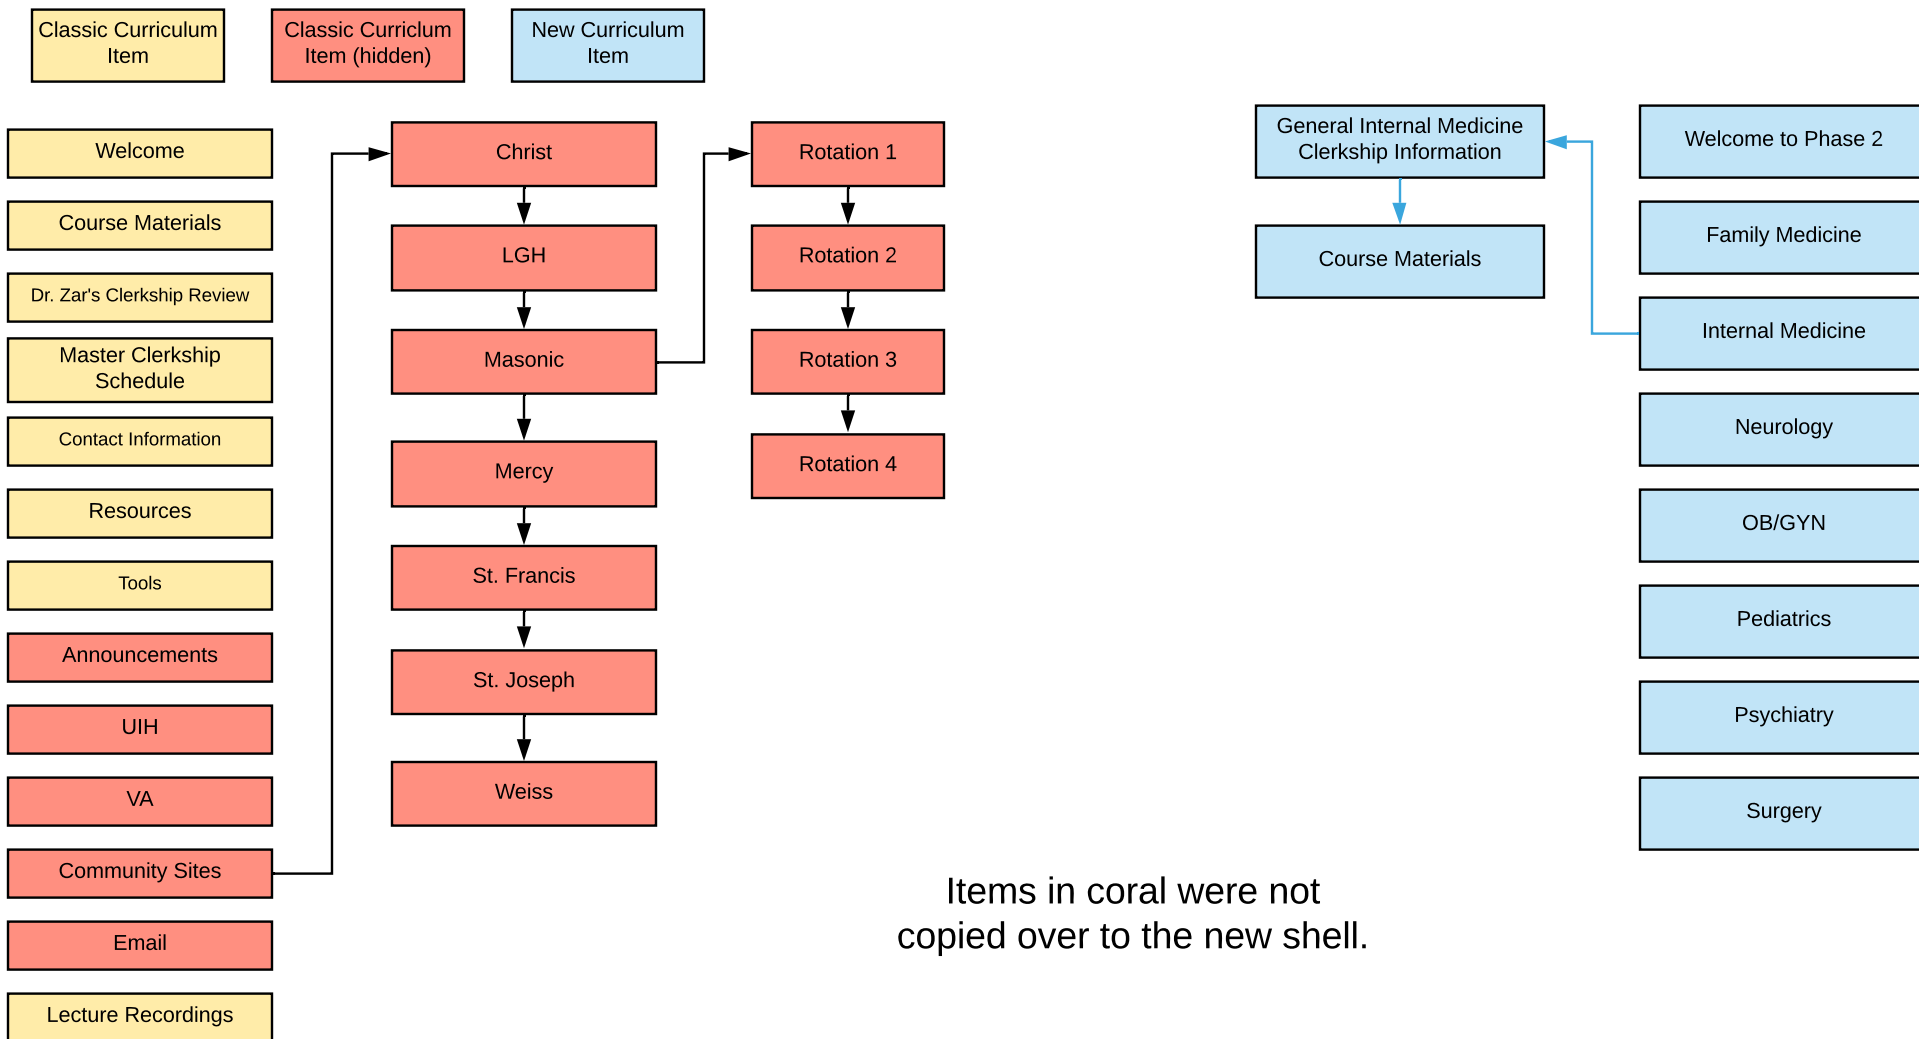 Classic Curriculum
Item
Classic Curriclum
Item (hidden)
New Curriculum
Item
Welcome
Course Materials
Dr. Zar's Clerkship Review
Master Clerkship
Schedule
Contact Information
Resources
Tools
Announcements
UIH
VA
Community Sites
Email
Lecture Recordings
Christ
LGH
Masonic
Mercy
St. Francis
St. Joseph
Weiss
Rotation 1
Rotation 2
Rotation 3
Rotation 4
General Internal Medicine
Clerkship Information
Course Materials
Welcome to Phase 2
Family Medicine
Internal Medicine
Neurology
OB/GYN
Pediatrics
Psychiatry
Surgery
Items in coral were not
copied over to the new shell.